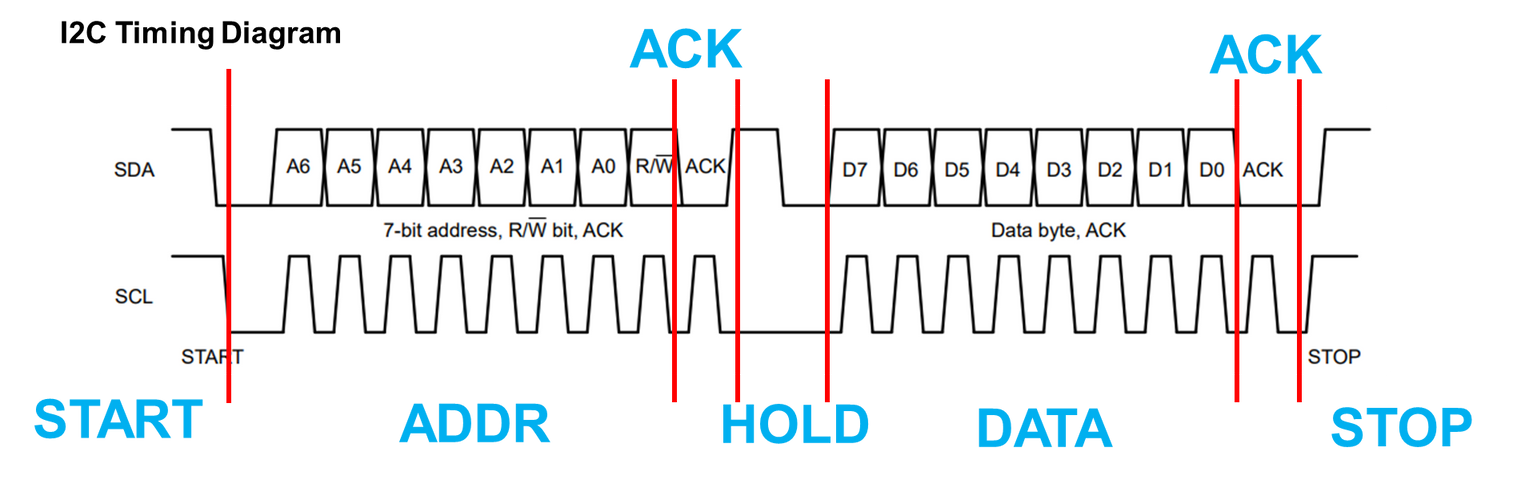 I2C Timing Diagram
ACK
ACK
SDA
A6 A5 A4 A3 A2 A1 A0 R/W̅ ACK
D7 D6 D5 D4 D3 D2 D1 D0 ACK
7-bit address, R/W̅ bit, ACK
Data byte, ACK
SCL
START
STOP
START
ADDR
HOLD
DATA
STOP